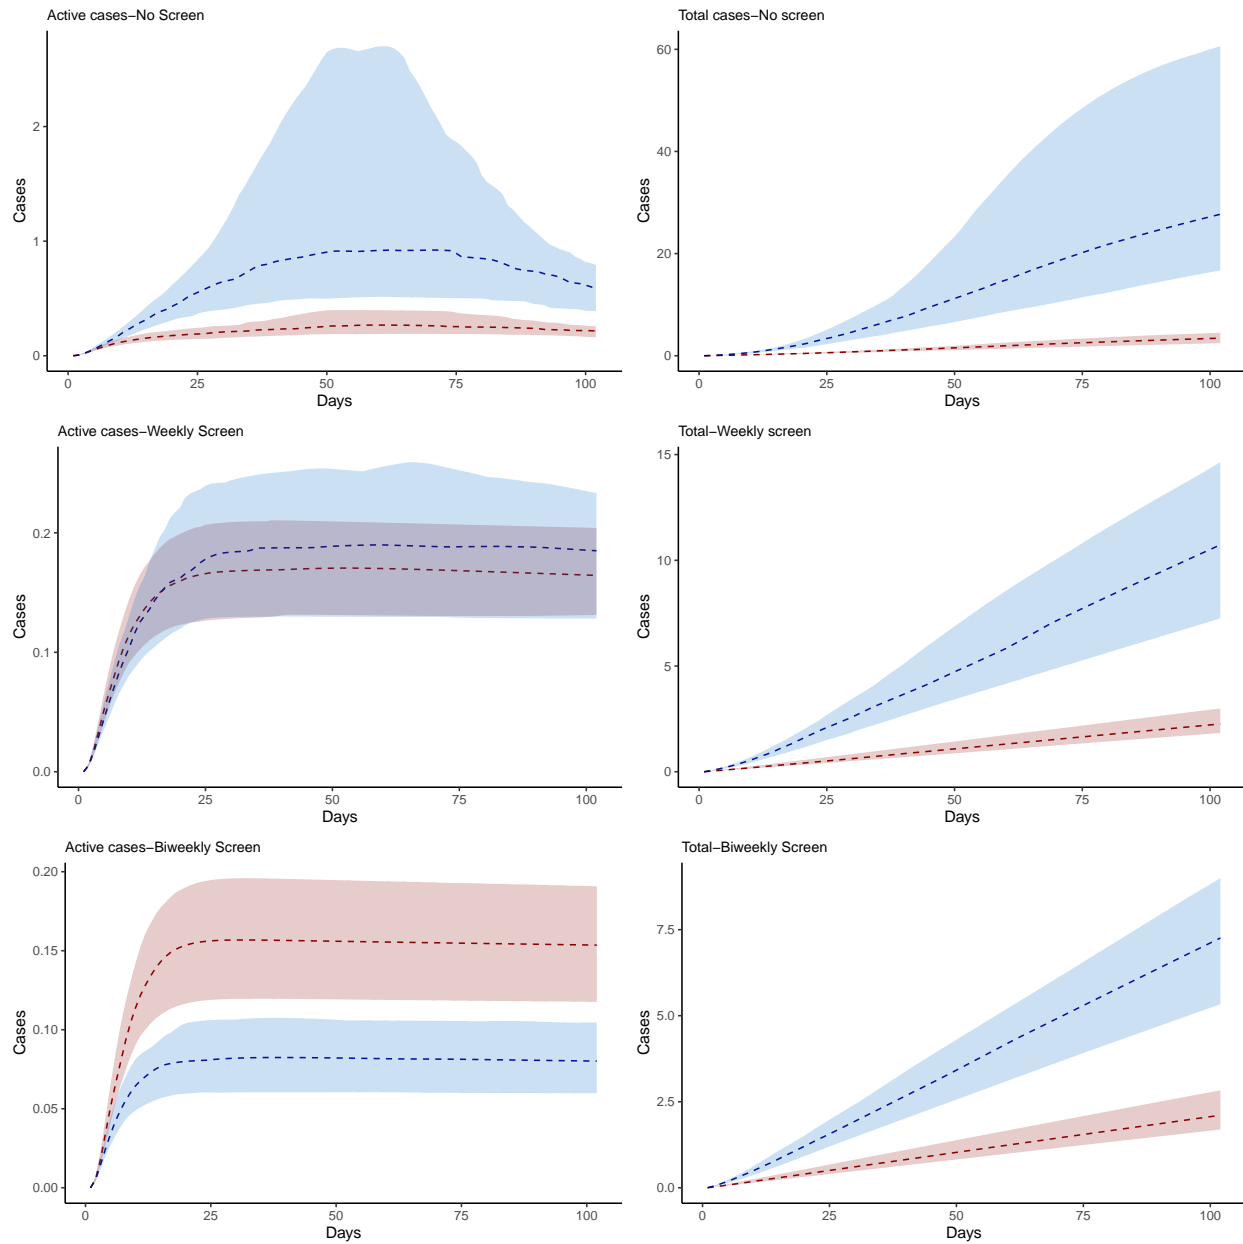 Active cases−No Screen
2
1
0
Cases
0 25 50 75 100
Days
Total cases−No screen
60
40
20
0
Cases
0 25 50 75 100
Days
Active cases−Weekly Screen
0.2
0.1
0.0
Cases
0 25 50 75 100
Days
Total−Weekly screen
15
10
5
0
Cases
0 25 50 75 100
Days
Active cases−Biweekly Screen
0.20
0.15
0.10
0.05
0.00
Cases
0 25 50 75 100
Days
Total−Biweekly Screen
7.5
5.0
2.5
0.0
Cases
0 25 50 75 100
Days